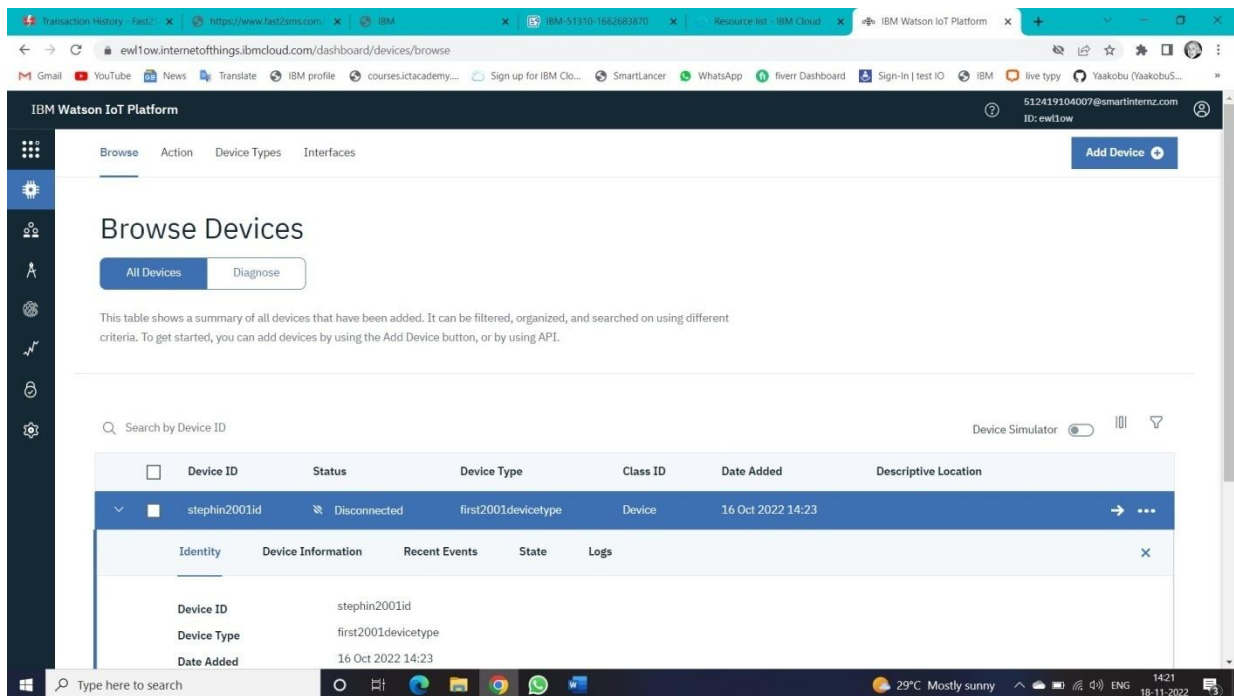 Transaction History - Fast2S
https://www.fast2sms.com
IBM
IBM-51310-1662683870
Resource list - IBM Cloud
IBM Watson IoT Platform
ewl1ow.internetofthings.ibmcloud.com/dashboard/devices/browse
Gmail YouTube News Translate IBM profile courses.ictacademy.... Sign up for IBM Clo... SmartLancer WhatsApp fiverr Dashboard Sign-In | test IO IBM live typy Yaakobu (YaakobuS... »
IBM Watson IoT Platform
512419104007@smartinternz.com
ID: ewl1ow
Browse Action Device Types Interfaces
Add Device
Browse Devices
All Devices Diagnose
This table shows a summary of all devices that have been added. It can be filtered, organized, and searched on using different
criteria. To get started, you can add devices by using the Add Device button, or by using API.
Search by Device ID
Device Simulator
Device ID Status Device Type Class ID Date Added Descriptive Location
stephin2001id Disconnected first2001devicetype Device 16 Oct 2022 14:23
Identity Device Information Recent Events State Logs
Device ID stephin2001id
Device Type first2001devicetype
Date Added 16 Oct 2022 14:23
Type here to search
29°C Mostly sunny
ENG
14:21
18-11-2022
3